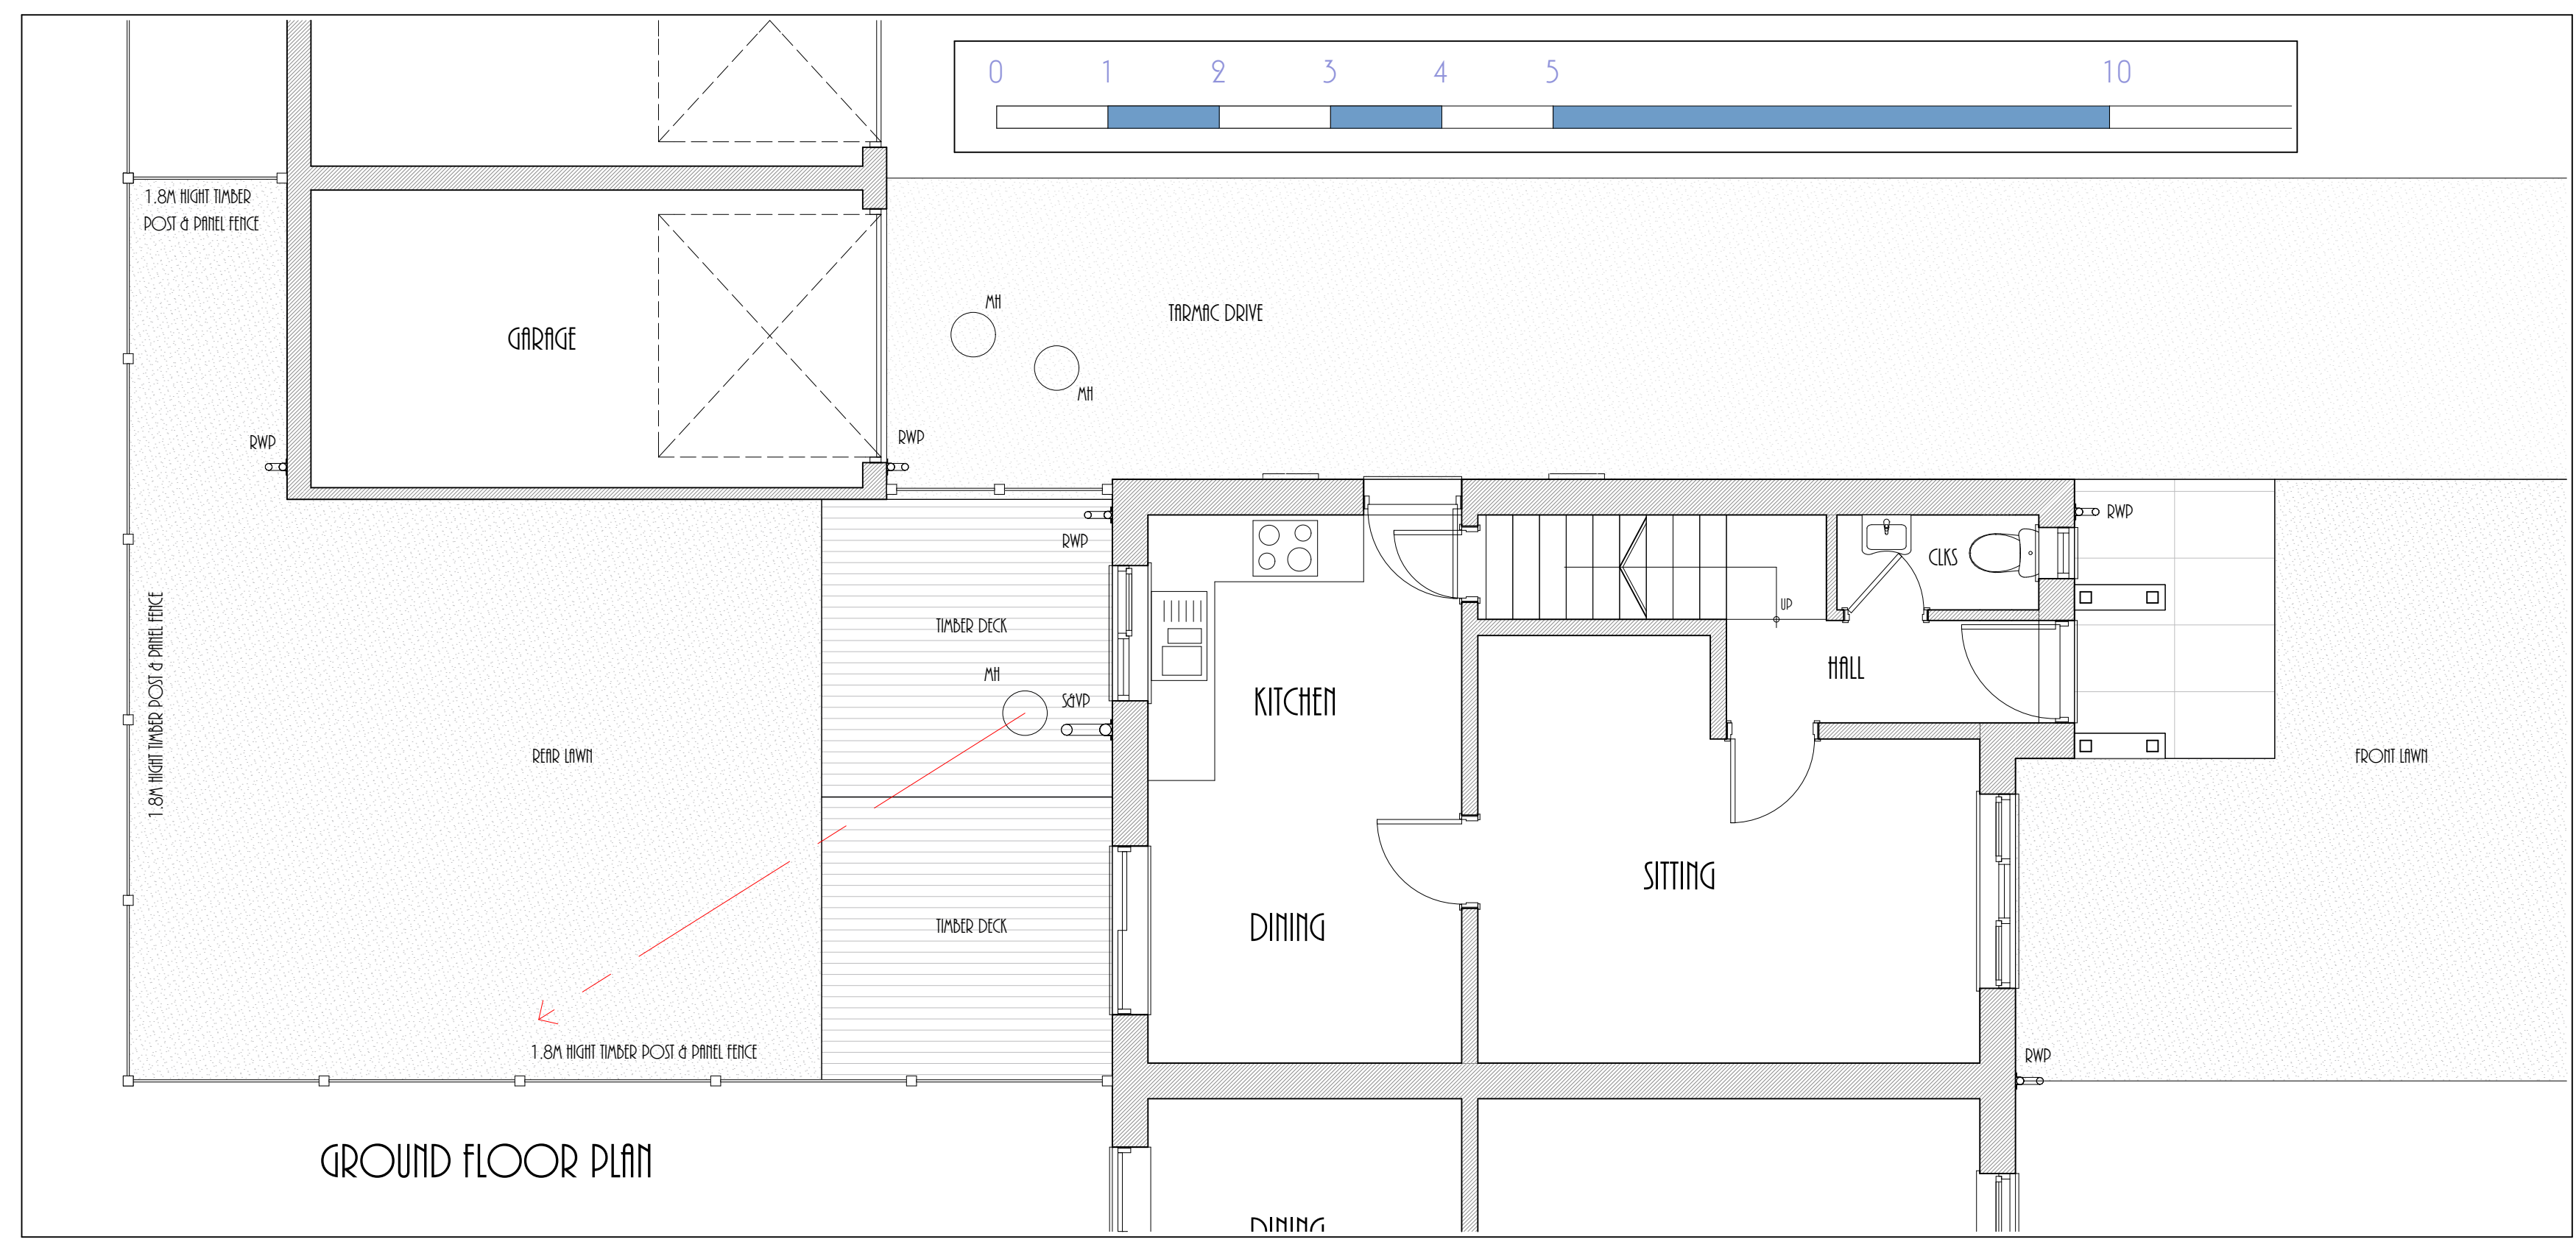 0 1 2 3 4 5 10
1.8M HIGHT TIMBER
POST & PANEL FENCE
MH
TARMAC DRIVE
GARAGE
MH
RWP
RWP
RWP
RWP
CLKS
UP
TIMBER DECK
HALL
MH
S&VP
KITCHEN
1.8M HIGHT TIMBER POST & PANEL FENCE
REAR LAWN
FRONT LAWN
SITTING
TIMBER DECK
DINING
1.8M HIGHT TIMBER POST & PANEL FENCE
RWP
GROUND FLOOR PLAN
DINING